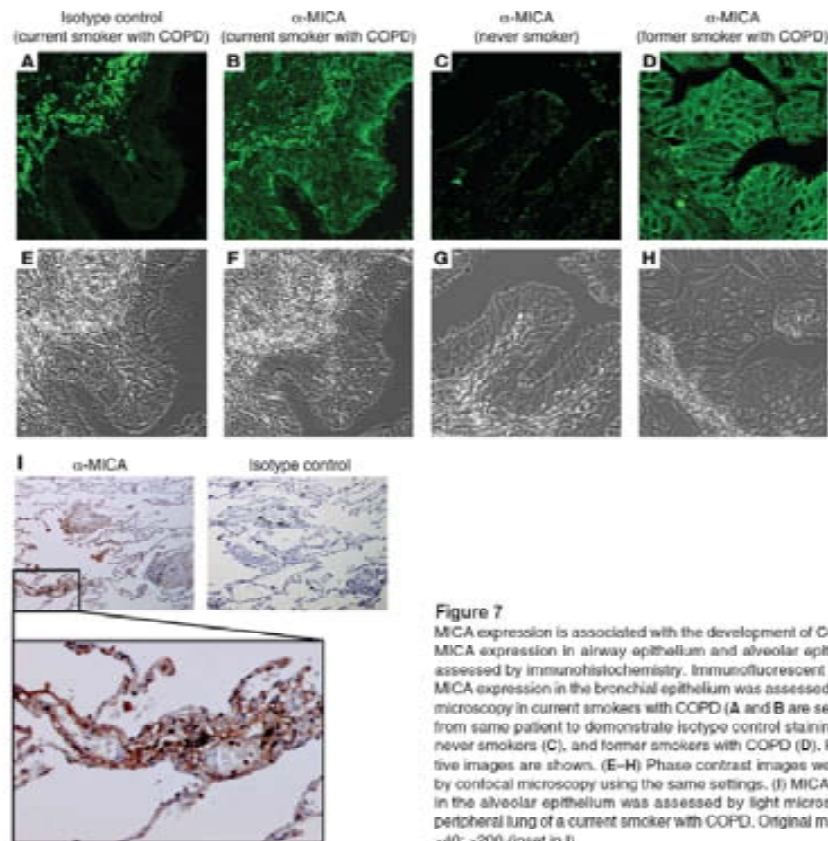 Isotype control
(current smoker with COPD)
α-MICA
(current smoker with COPD)
α-MICA
(never smoker)
α-MICA
(former smoker with COPD)
A
B
C
D
E
F
G
H
I
α-MICA
Isotype control
Figure 7
MICA expression is associated with the development of
MICA expression in airway epithelium and alveolar
assessed by immunohistochemistry. Immunofluorescent
MICA expression in the bronchial epithelium was assessed
microscopy in current smokers with COPD (A and B are
from same patient to demonstrate isotype control
never smokers (C), and former smokers with COPD (D).
tive images are shown. (E–H) Phase contrast images
by confocal microscopy using the same settings. (I)
in the alveolar epithelium was assessed by light
peripheral lung of a current smoker with COPD. Original